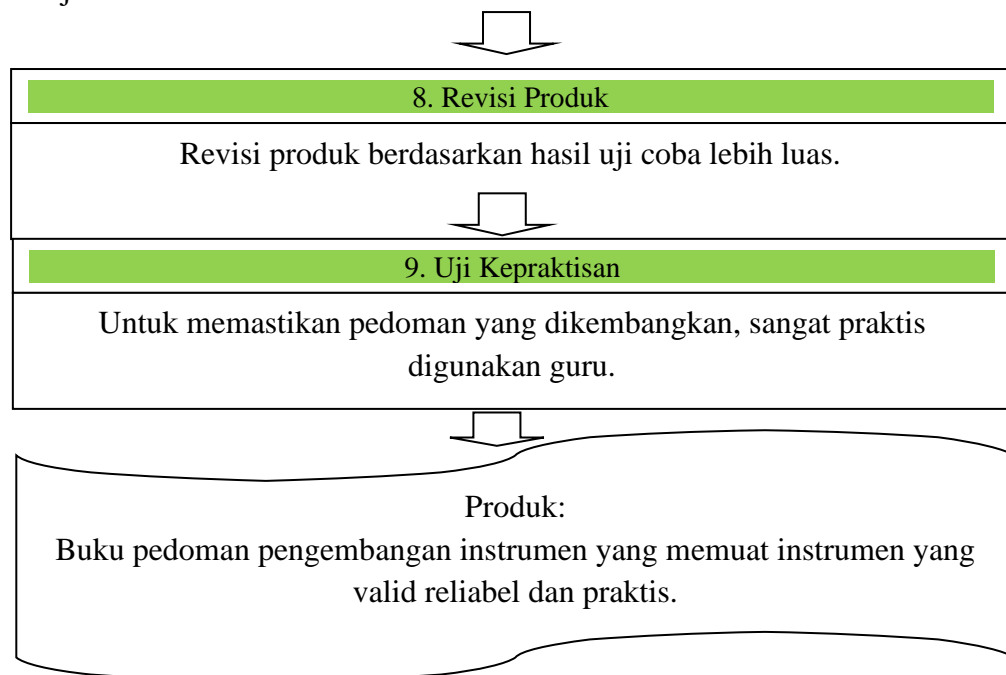 8. Revisi Produk
Revisi produk berdasarkan hasil uji coba lebih luas.
9. Uji Kepraktisan
Untuk memastikan pedoman yang dikembangkan, sangat praktis
digunakan guru.
Produk:
Buku pedoman pengembangan instrumen yang memuat instrumen yang
valid reliabel dan praktis.